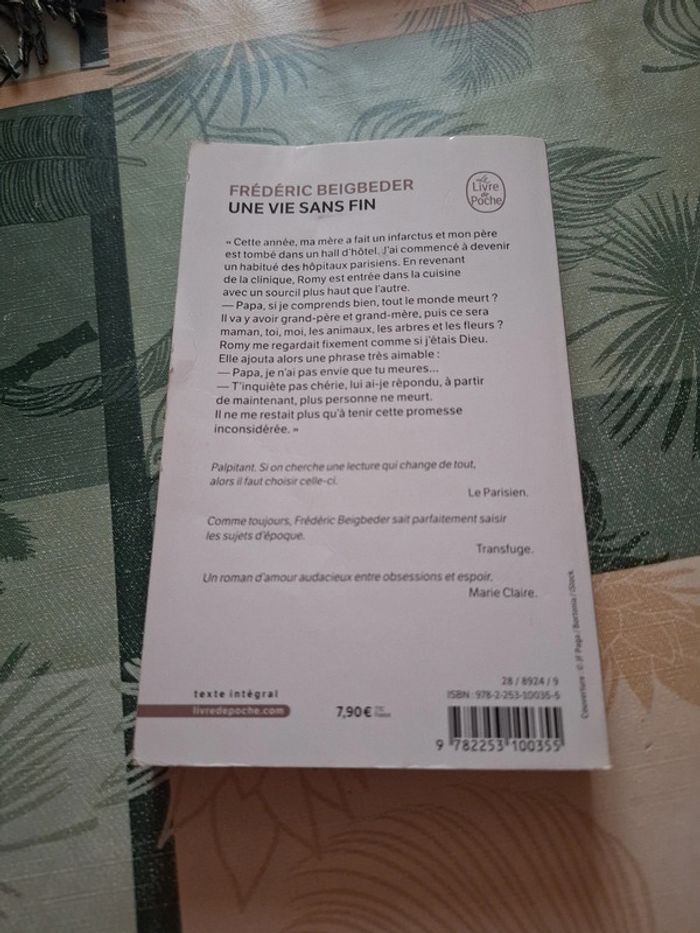 FRÉDÉRIC BEIGBEDER
UNE VIE SANS FIN
Le
Livre
de
Poche
« Cette année, ma mère a fait un infarctus et mon père
est tombé dans un hall d'hôtel. J'ai commencé à devenir
un habitué des hôpitaux parisiens. En revenant
de la clinique, Romy est entrée dans la cuisine
avec un sourcil plus haut que l'autre.
— Papa, si je comprends bien, tout le monde meurt ?
Il va y avoir grand-père et grand-mère, puis ce sera
maman, toi, moi, les animaux, les arbres et les fleurs ?
Romy me regardait fixement comme si j'étais Dieu.
Elle ajouta alors une phrase très aimable :
— Papa, je n'ai pas envie que tu meures...
— T'inquiète pas chérie, lui ai-je répondu, à partir
de maintenant, plus personne ne meurt.
Il ne me restait plus qu'à tenir cette promesse
inconsidérée. »
Palpitant. Si on cherche une lecture qui change de tout,
alors il faut choisir celle-ci.
Le Parisien.
Comme toujours, Frédéric Beigbeder sait parfaitement saisir
les sujets d'époque.
Transfuge.
Un roman d'amour audacieux entre obsessions et espoir.
Marie Claire.
texte intégral
livredepoche.com
7,90 € TTC
France
28 / 8924 / 9
ISBN : 978-2-253-10035-5
9 782253 100355
Couverture : © JF Paga / Bortonia / iStock.